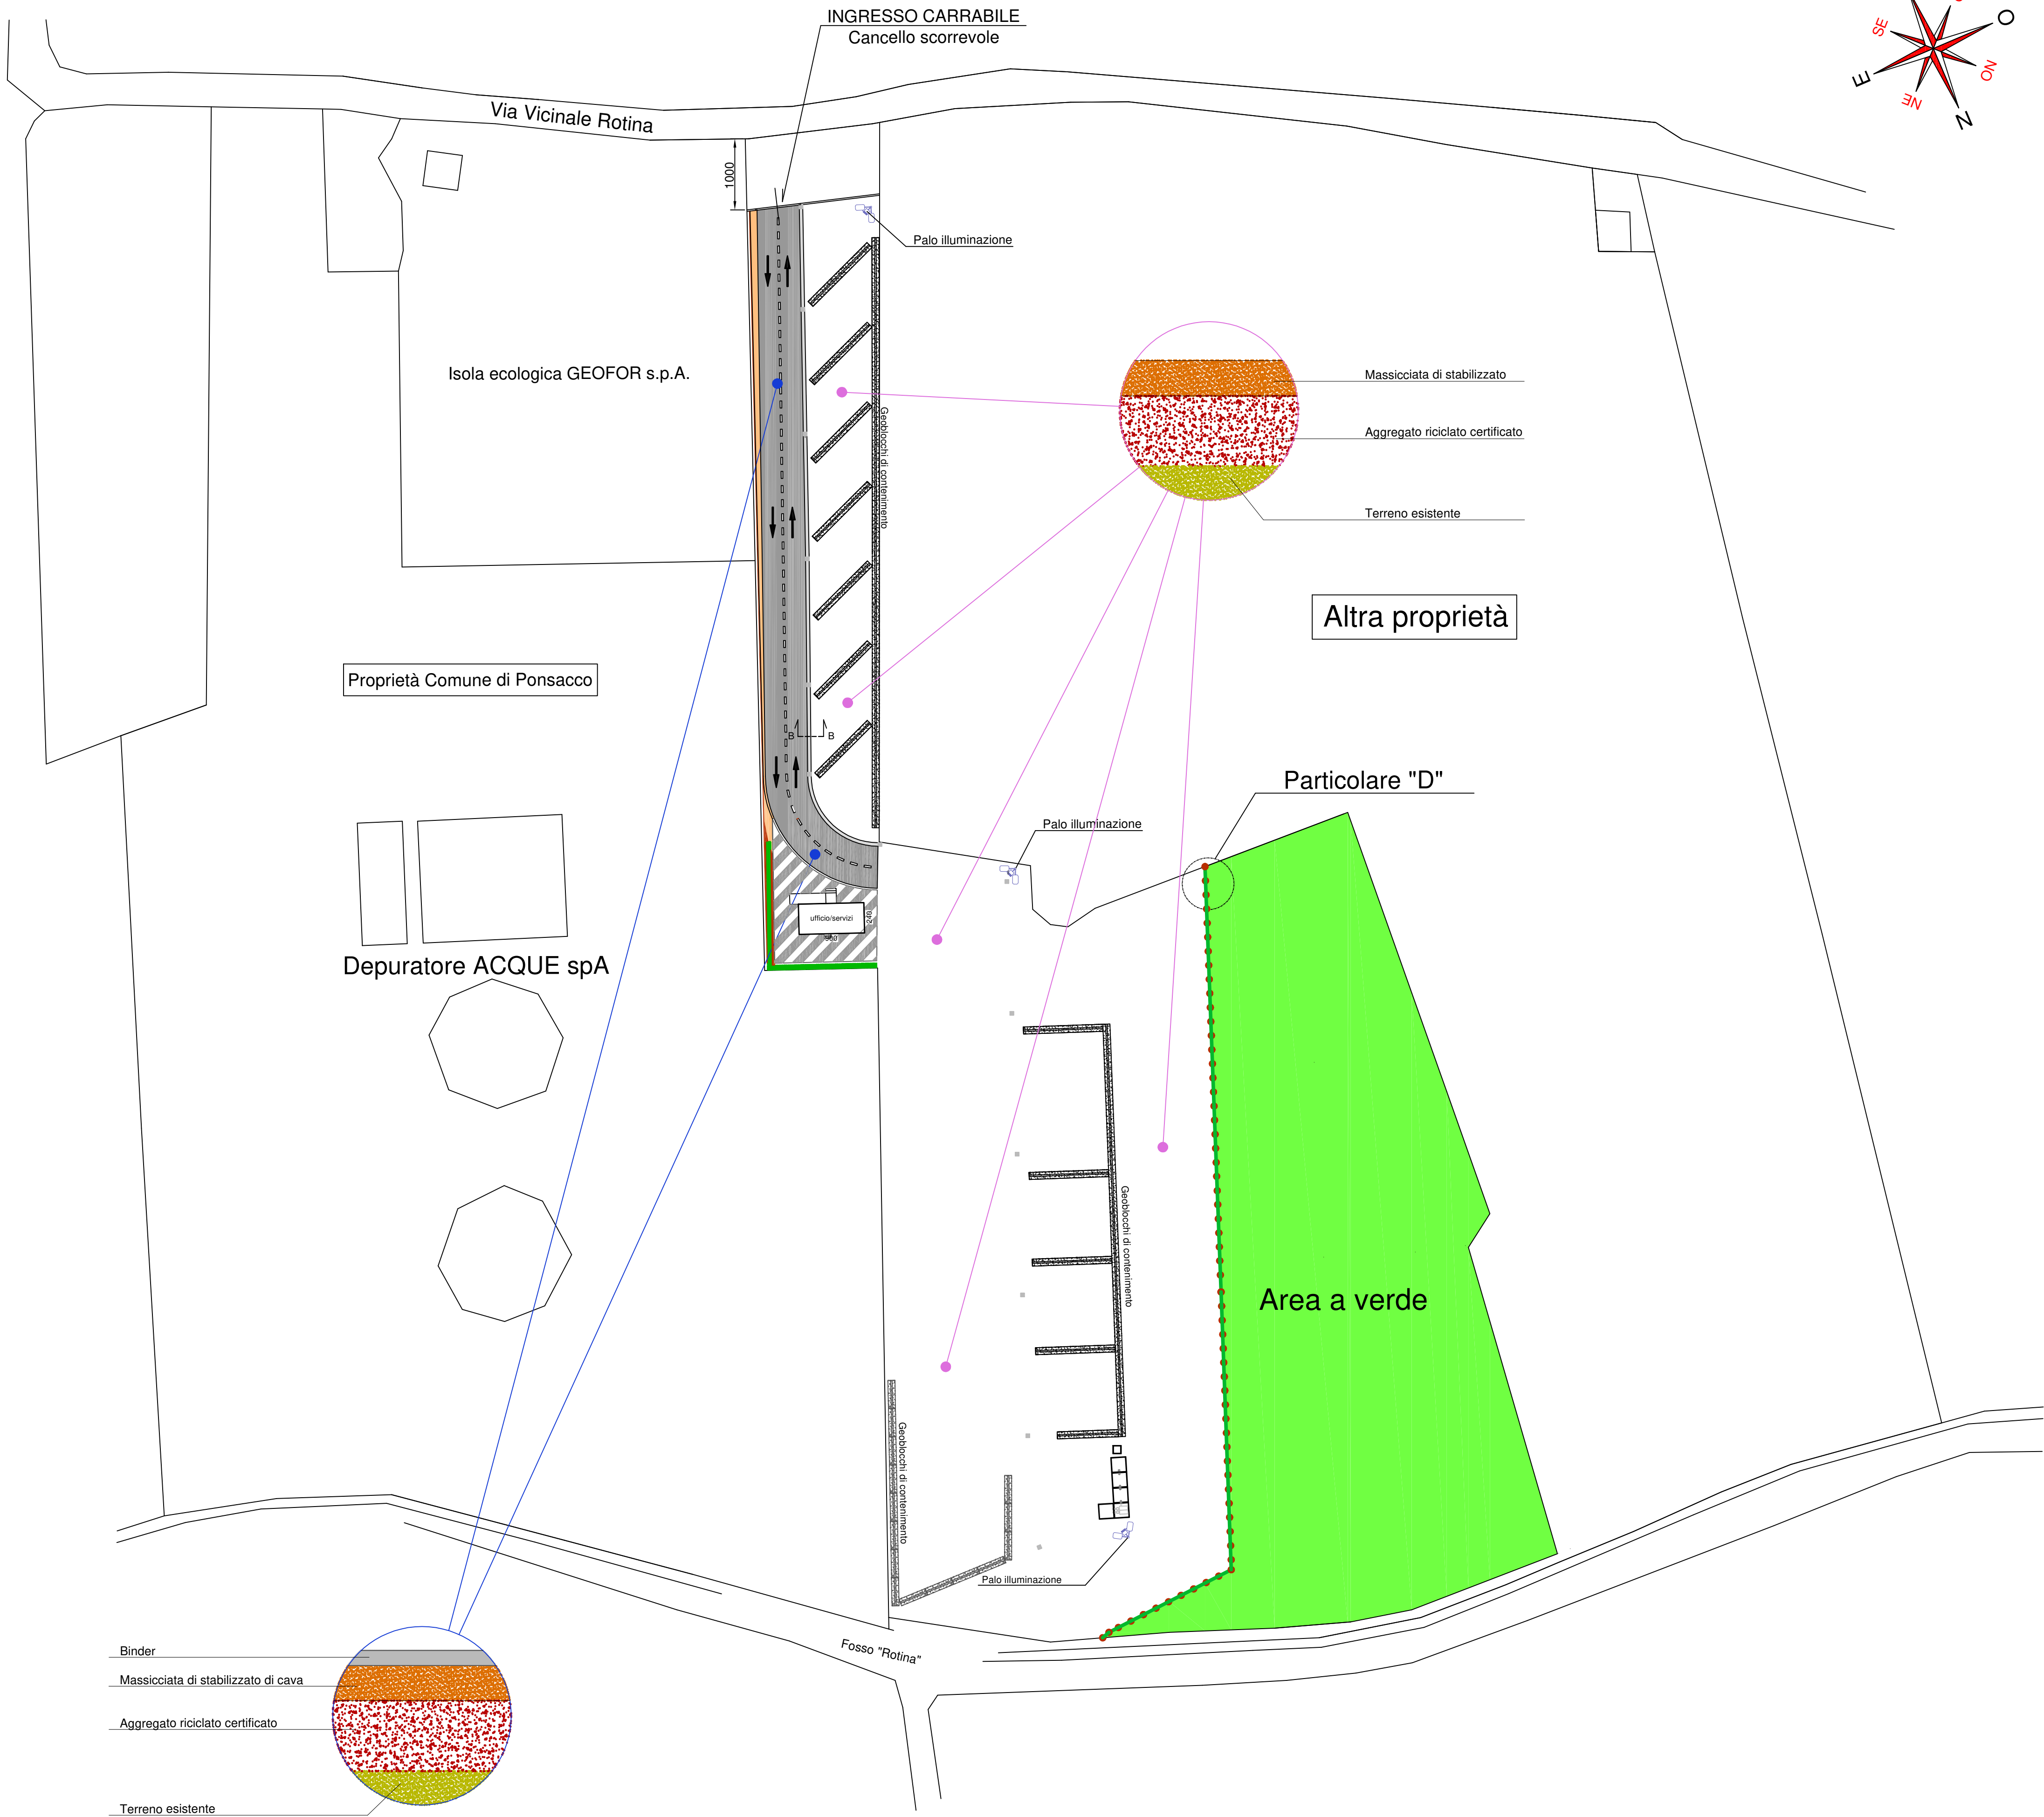 INGRESSO CARRABILE
Cancello scorrevole
SE
O
E
NO
NE
N
Via Vicinale Rotina
1000
Palo illuminazione
Isola ecologica GEOFOR s.p.A.
Geoblocchi di contenimento
Massicciata di stabilizzato
Aggregato riciclato certificato
Terreno esistente
Altra proprietà
Proprietà Comune di Ponsacco
B
B
Particolare "D"
Palo illuminazione
ufficio/servizi
240
Depuratore ACQUE spA
Geoblocchi di contenimento
Area a verde
Geoblocchi di contenimento
Palo illuminazione
Fosso "Rotina"
Binder
Massicciata di stabilizzato di cava
Aggregato riciclato certificato
Terreno esistente